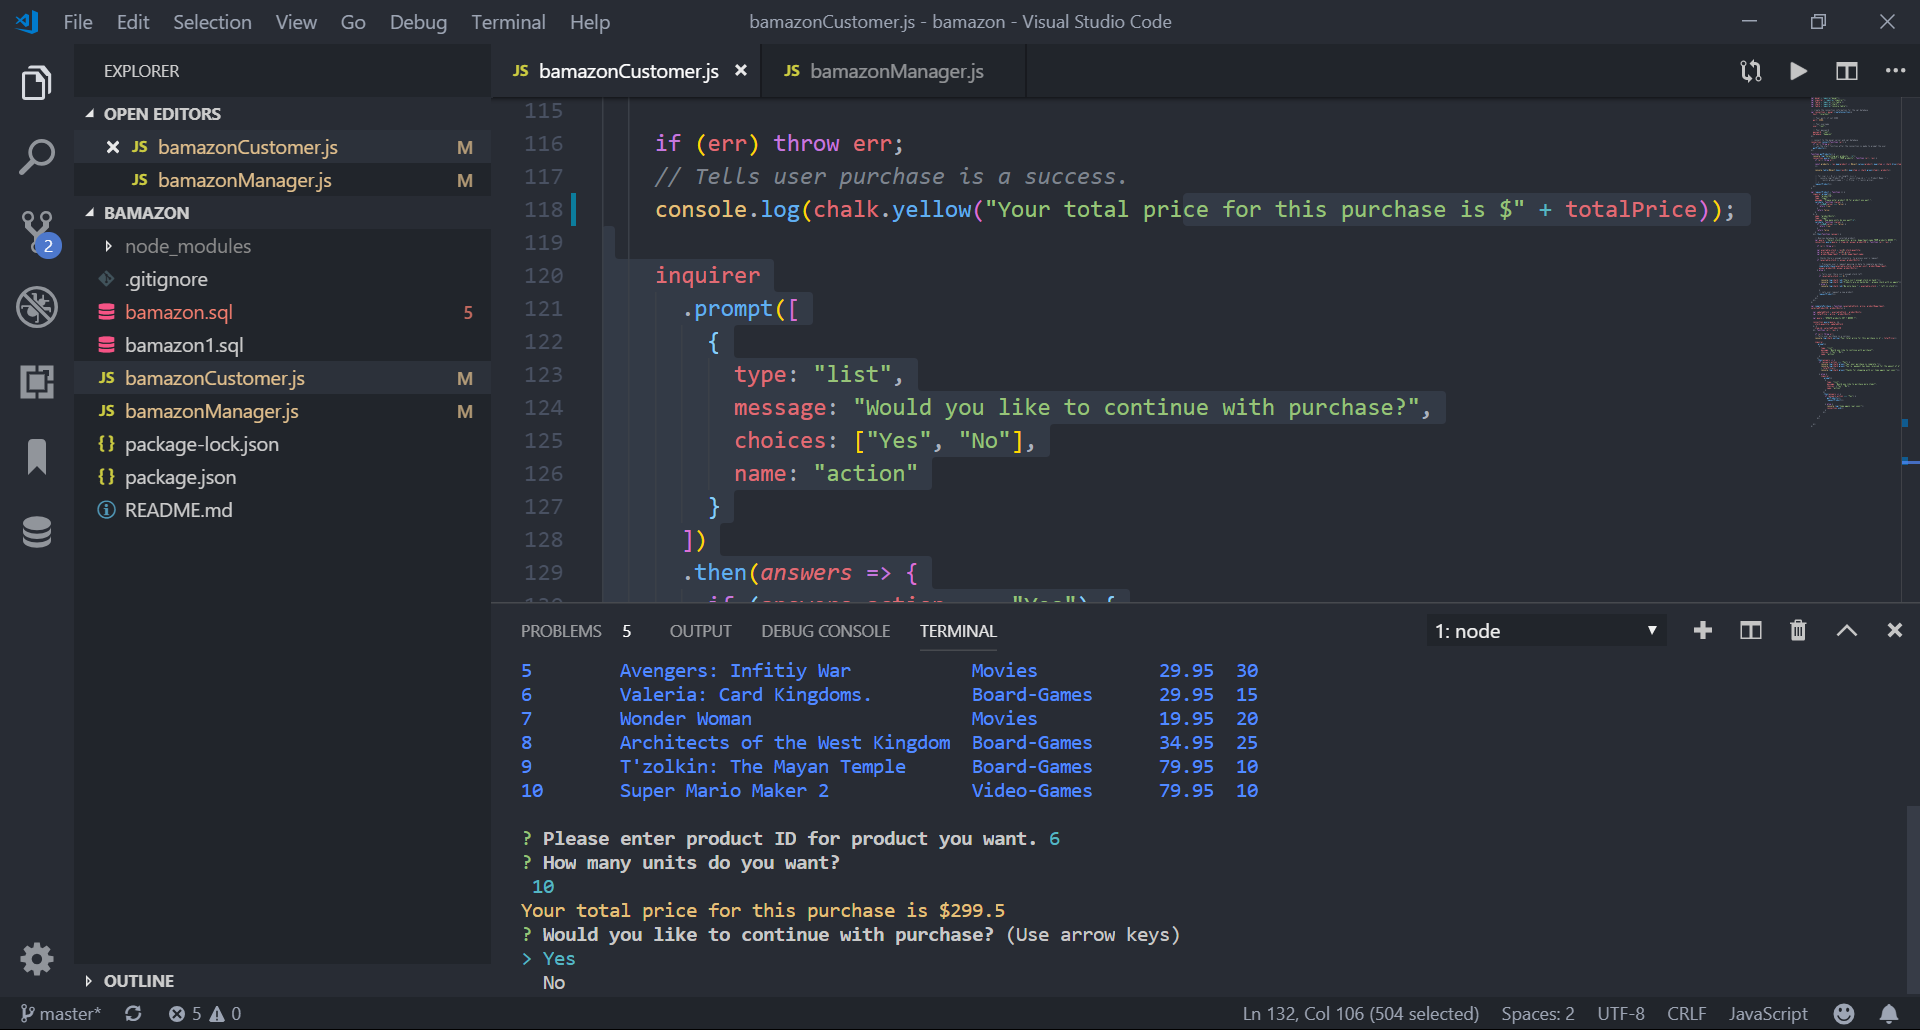 File Edit Selection View Go Debug Terminal Help bamazonCustomer.js - bamazon - Visual Studio Code
EXPLORER
OPEN EDITORS
JS bamazonCustomer.js M
JS bamazonManager.js M
BAMAZON
node_modules
.gitignore
bamazon.sql 5
bamazon1.sql
JS bamazonCustomer.js M
JS bamazonManager.js M
{} package-lock.json
{} package.json
README.md
OUTLINE
2
JS bamazonCustomer.js JS bamazonManager.js
115
116 if (err) throw err;
117 // Tells user purchase is a success.
118 console.log(chalk.yellow("Your total price for this purchase is $" + totalPrice));
119
120 inquirer
121 .prompt([
122 {
123 type: "list",
124 message: "Would you like to continue with purchase?",
125 choices: ["Yes", "No"],
126 name: "action"
127 }
128 ])
129 .then(answers => {
PROBLEMS 5 OUTPUT DEBUG CONSOLE TERMINAL 1: node
5 Avengers: Infitiy War Movies 29.95 30
6 Valeria: Card Kingdoms. Board-Games 29.95 15
7 Wonder Woman Movies 19.95 20
8 Architects of the West Kingdom Board-Games 34.95 25
9 T'zolkin: The Mayan Temple Board-Games 79.95 10
10 Super Mario Maker 2 Video-Games 79.95 10
? Please enter product ID for product you want. 6
? How many units do you want?
10
Your total price for this purchase is $299.5
? Would you like to continue with purchase? (Use arrow keys)
> Yes
No
master* 5 0 Ln 132, Col 106 (504 selected) Spaces: 2 UTF-8 CRLF JavaScript